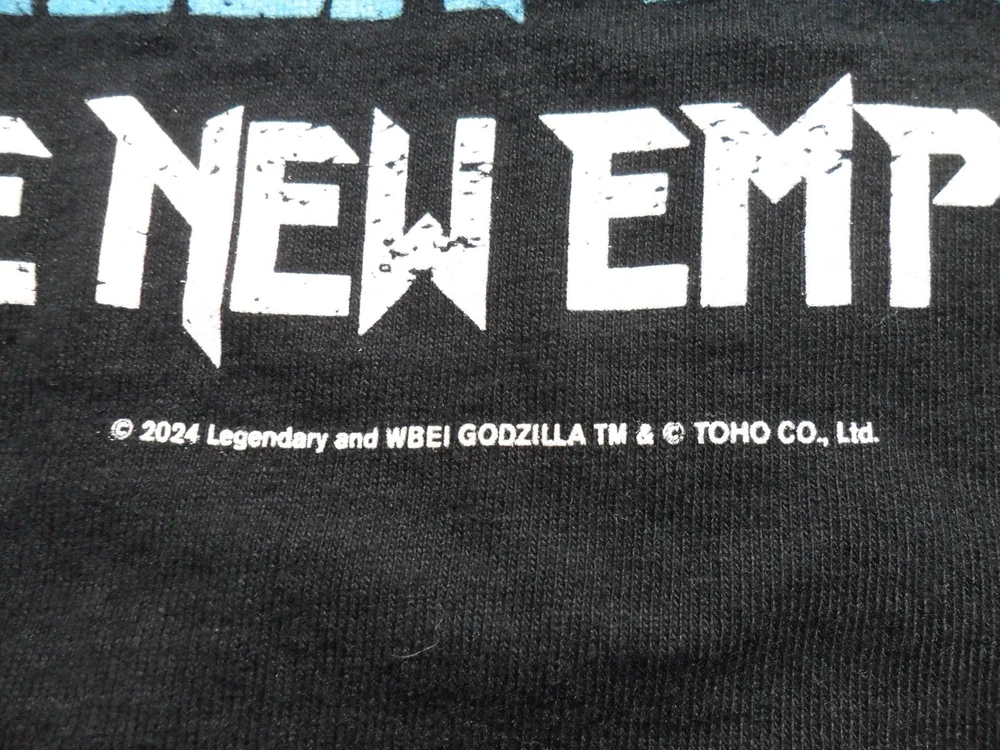 E NEW EMP
© 2024 Legendary and WBEI GODZILLA TM & © TOHO CO., Ltd.